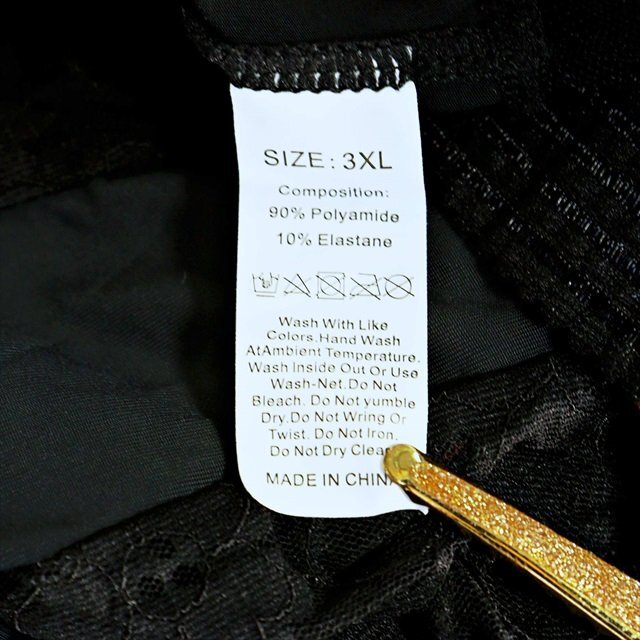 SIZE: 3XL
Composition:
90% Polyamide
10% Elastane
Wash With Like
Colors.Hand Wash
AtAmbient Temperature.
Wash Inside Out Or Use
Wash-Net.Do Not
Bleach. Do Not yumble
Dry.Do Not Wring Or
Twist. Do Not Iron.
Do Not Dry Clean
MADE IN CHINA